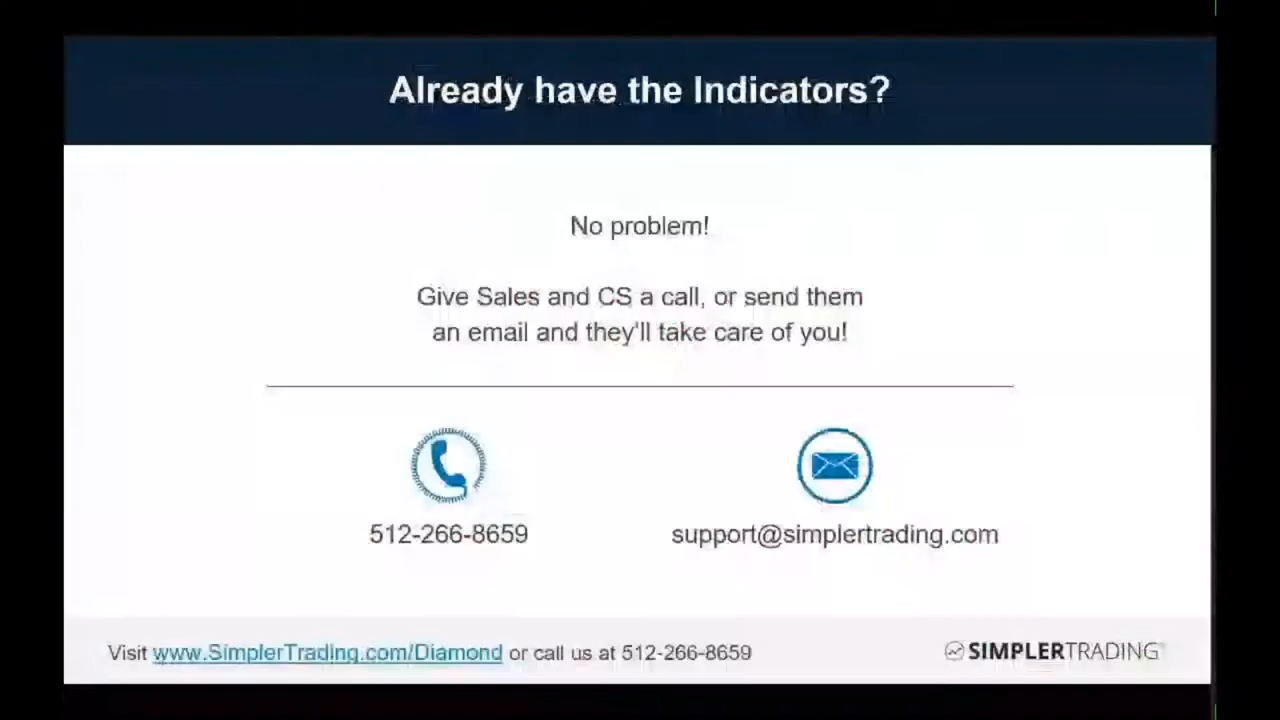 Already have the Indicators?
No problem!
Give Sales and CS a call, or send them
an email and they'll take care of you!
512-266-8659
support@simplertrading.com
Visit www.SimplerTrading.com/Diamond or call us at 512-266-8659
SIMPLERTRADING